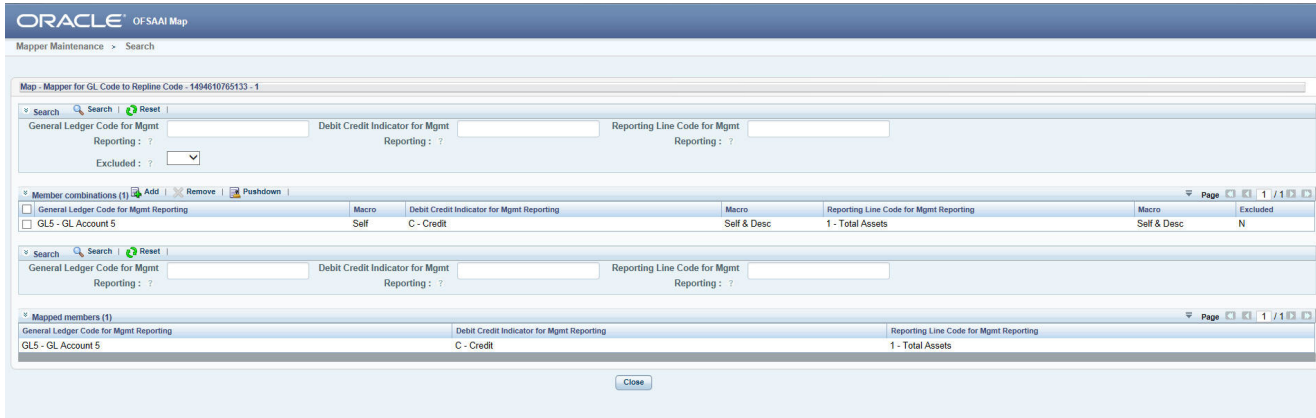 ORACLE® OFSAAI Map
Mapper Maintenance > Search
Map - Mapper for GL Code to Repline Code - 1494610765133 - 1
Search Search | Reset |
General Ledger Code for Mgmt Reporting : ? Debit Credit Indicator for Mgmt Reporting : ? Reporting Line Code for Mgmt Reporting : ?
Excluded : ?
Member combinations (1) Add | Remove | Pushdown | Page 1 / 1
General Ledger Code for Mgmt Reporting Macro Debit Credit Indicator for Mgmt Reporting Macro Reporting Line Code for Mgmt Reporting Macro Excluded
GL5 - GL Account 5 Self C - Credit Self & Desc 1 - Total Assets Self & Desc N
Search Search | Reset |
General Ledger Code for Mgmt Reporting : ? Debit Credit Indicator for Mgmt Reporting : ? Reporting Line Code for Mgmt Reporting : ?
Mapped members (1) Page 1 / 1
General Ledger Code for Mgmt Reporting Debit Credit Indicator for Mgmt Reporting Reporting Line Code for Mgmt Reporting
GL5 - GL Account 5 C - Credit 1 - Total Assets
Close